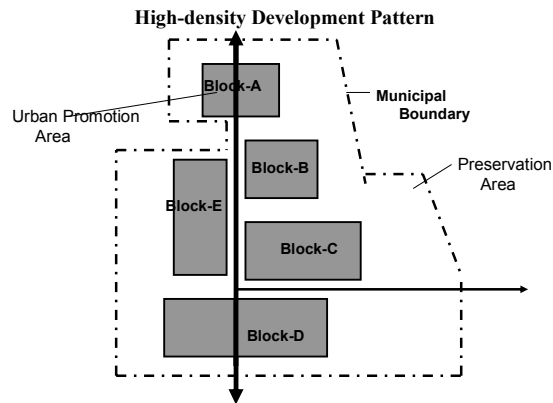 High-density Development Pattern
Block-A
Urban Promotion
Area
Municipal
Boundary
Block-B
Preservation
Area
Block-E
Block-C
Block-D